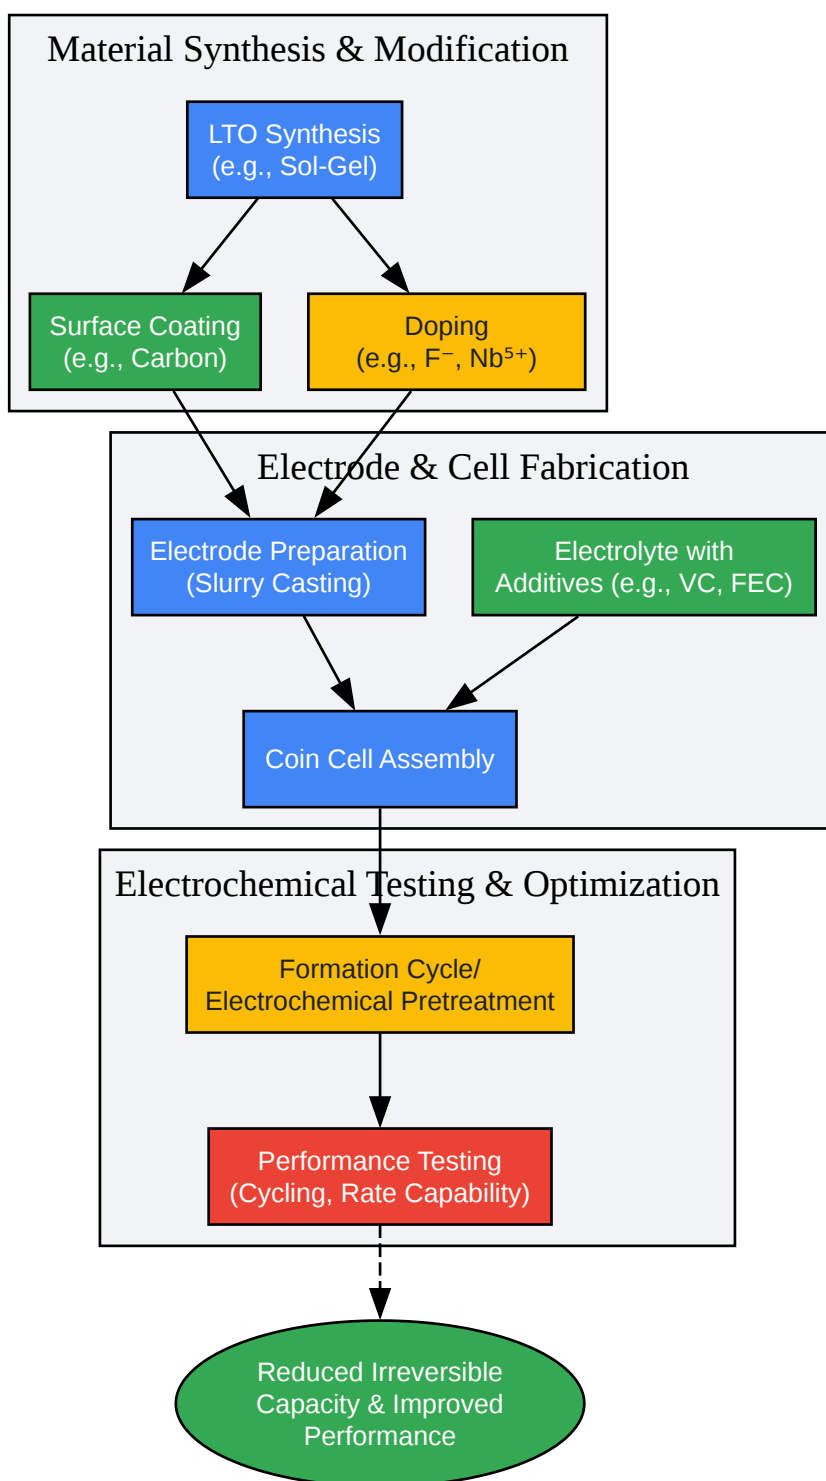 Material Synthesis & Modification
LTO Synthesis
(e.g., Sol-Gel)
Surface Coating
(e.g., Carbon)
Doping
(e.g., F⁻, Nb⁵⁺)
Electrode & Cell Fabrication
Electrode Preparation
(Slurry Casting)
Electrolyte with
Additives (e.g., VC, FEC)
Coin Cell Assembly
Electrochemical Testing & Optimization
Formation Cycle/
Electrochemical Pretreatment
Performance Testing
(Cycling, Rate Capability)
Reduced Irreversible
Capacity & Improved
Performance